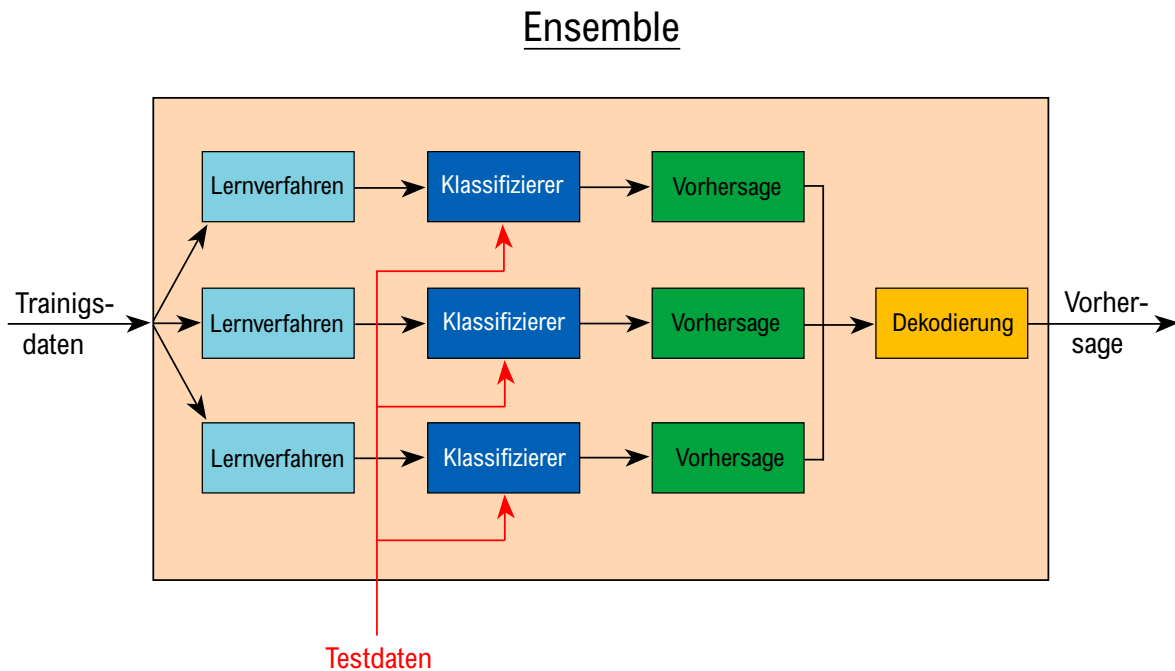 Ensemble
Lernverfahren
Klassifizierer
Vorhersage
Trainigs-
daten
Lernverfahren
Klassifizierer
Vorhersage
Dekodierung
Vorher-
sage
Lernverfahren
Klassifizierer
Vorhersage
Testdaten